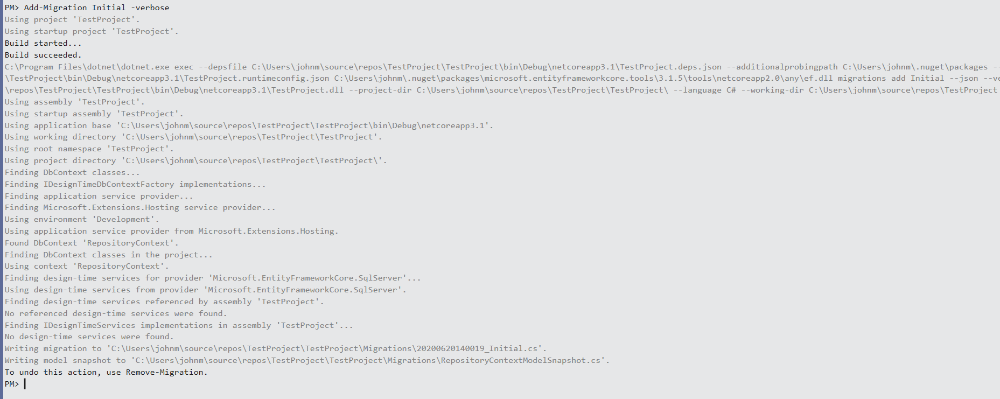 PM> Add-Migration Initial -verbose
Using project 'TestProject'.
Using startup project 'TestProject'.
Build started...
Build succeeded.
C:\Program Files\dotnet\dotnet.exe exec --depsfile C:\Users\johnm\source\repos\TestProject\TestProject\bin\Debug\netcoreapp3.1\TestProject.deps.json --additionalprobingpath C:\Users\johnm\.nuget\packages --
\TestProject\bin\Debug\netcoreapp3.1\TestProject.runtimeconfig.json C:\Users\johnm\.nuget\packages\microsoft.entityframeworkcore.tools\3.1.5\tools\netcoreapp2.0\any\ef.dll migrations add Initial --json --ve
\repos\TestProject\TestProject\bin\Debug\netcoreapp3.1\TestProject.dll --project-dir C:\Users\johnm\source\repos\TestProject\TestProject\ --language C# --working-dir C:\Users\johnm\source\repos\TestProject
Using assembly 'TestProject'.
Using startup assembly 'TestProject'.
Using application base 'C:\Users\johnm\source\repos\TestProject\TestProject\bin\Debug\netcoreapp3.1'.
Using working directory 'C:\Users\johnm\source\repos\TestProject\TestProject'.
Using root namespace 'TestProject'.
Using project directory 'C:\Users\johnm\source\repos\TestProject\TestProject\'.
Finding DbContext classes...
Finding IDesignTimeDbContextFactory implementations...
Finding application service provider...
Finding Microsoft.Extensions.Hosting service provider...
Using environment 'Development'.
Using application service provider from Microsoft.Extensions.Hosting.
Found DbContext 'RepositoryContext'.
Finding DbContext classes in the project...
Using context 'RepositoryContext'.
Finding design-time services for provider 'Microsoft.EntityFrameworkCore.SqlServer'...
Using design-time services from provider 'Microsoft.EntityFrameworkCore.SqlServer'.
Finding design-time services referenced by assembly 'TestProject'.
No referenced design-time services were found.
Finding IDesignTimeServices implementations in assembly 'TestProject'...
No design-time services were found.
Writing migration to 'C:\Users\johnm\source\repos\TestProject\TestProject\Migrations\20200620140019_Initial.cs'.
Writing model snapshot to 'C:\Users\johnm\source\repos\TestProject\TestProject\Migrations\RepositoryContextModelSnapshot.cs'.
To undo this action, use Remove-Migration.
PM>